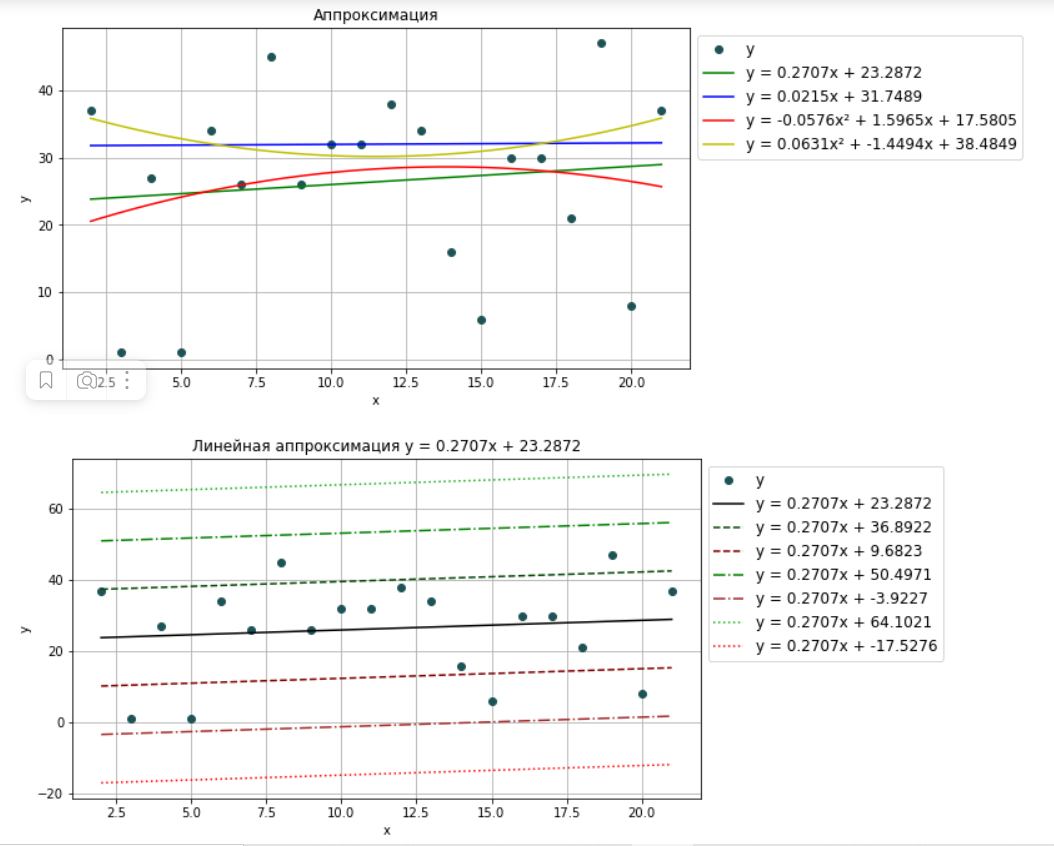 Аппроксимация
40
30
20
10
0
y
2.5 5.0 7.5 10.0 12.5 15.0 17.5 20.0
x
y
y = 0.2707x + 23.2872
y = 0.0215x + 31.7489
y = -0.0576x² + 1.5965x + 17.5805
y = 0.0631x² + -1.4494x + 38.4849
Линейная аппроксимация y = 0.2707x + 23.2872
60
40
20
0
−20
y
2.5 5.0 7.5 10.0 12.5 15.0 17.5 20.0
x
y
y = 0.2707x + 23.2872
y = 0.2707x + 36.8922
y = 0.2707x + 9.6823
y = 0.2707x + 50.4971
y = 0.2707x + -3.9227
y = 0.2707x + 64.1021
y = 0.2707x + -17.5276